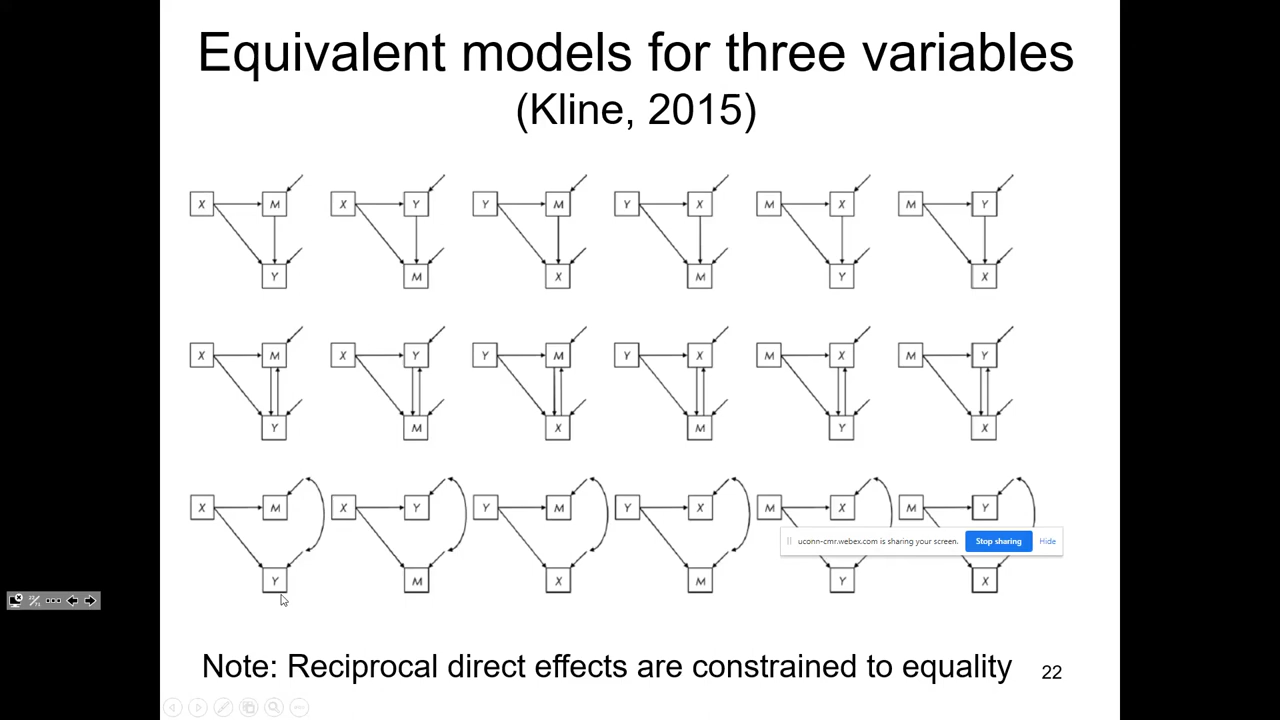 Equivalent models for three variables
(Kline, 2015)
X M X Y Y M Y X M X M Y
Y M X M Y X
X M X Y Y M Y X M X M Y
Y M X M Y X
X M X Y Y M Y X M X M Y
uconn-cmr.webex.com is sharing your screen. Stop sharing Hide
Y M X M Y X
Note: Reciprocal direct effects are constrained to equality 22